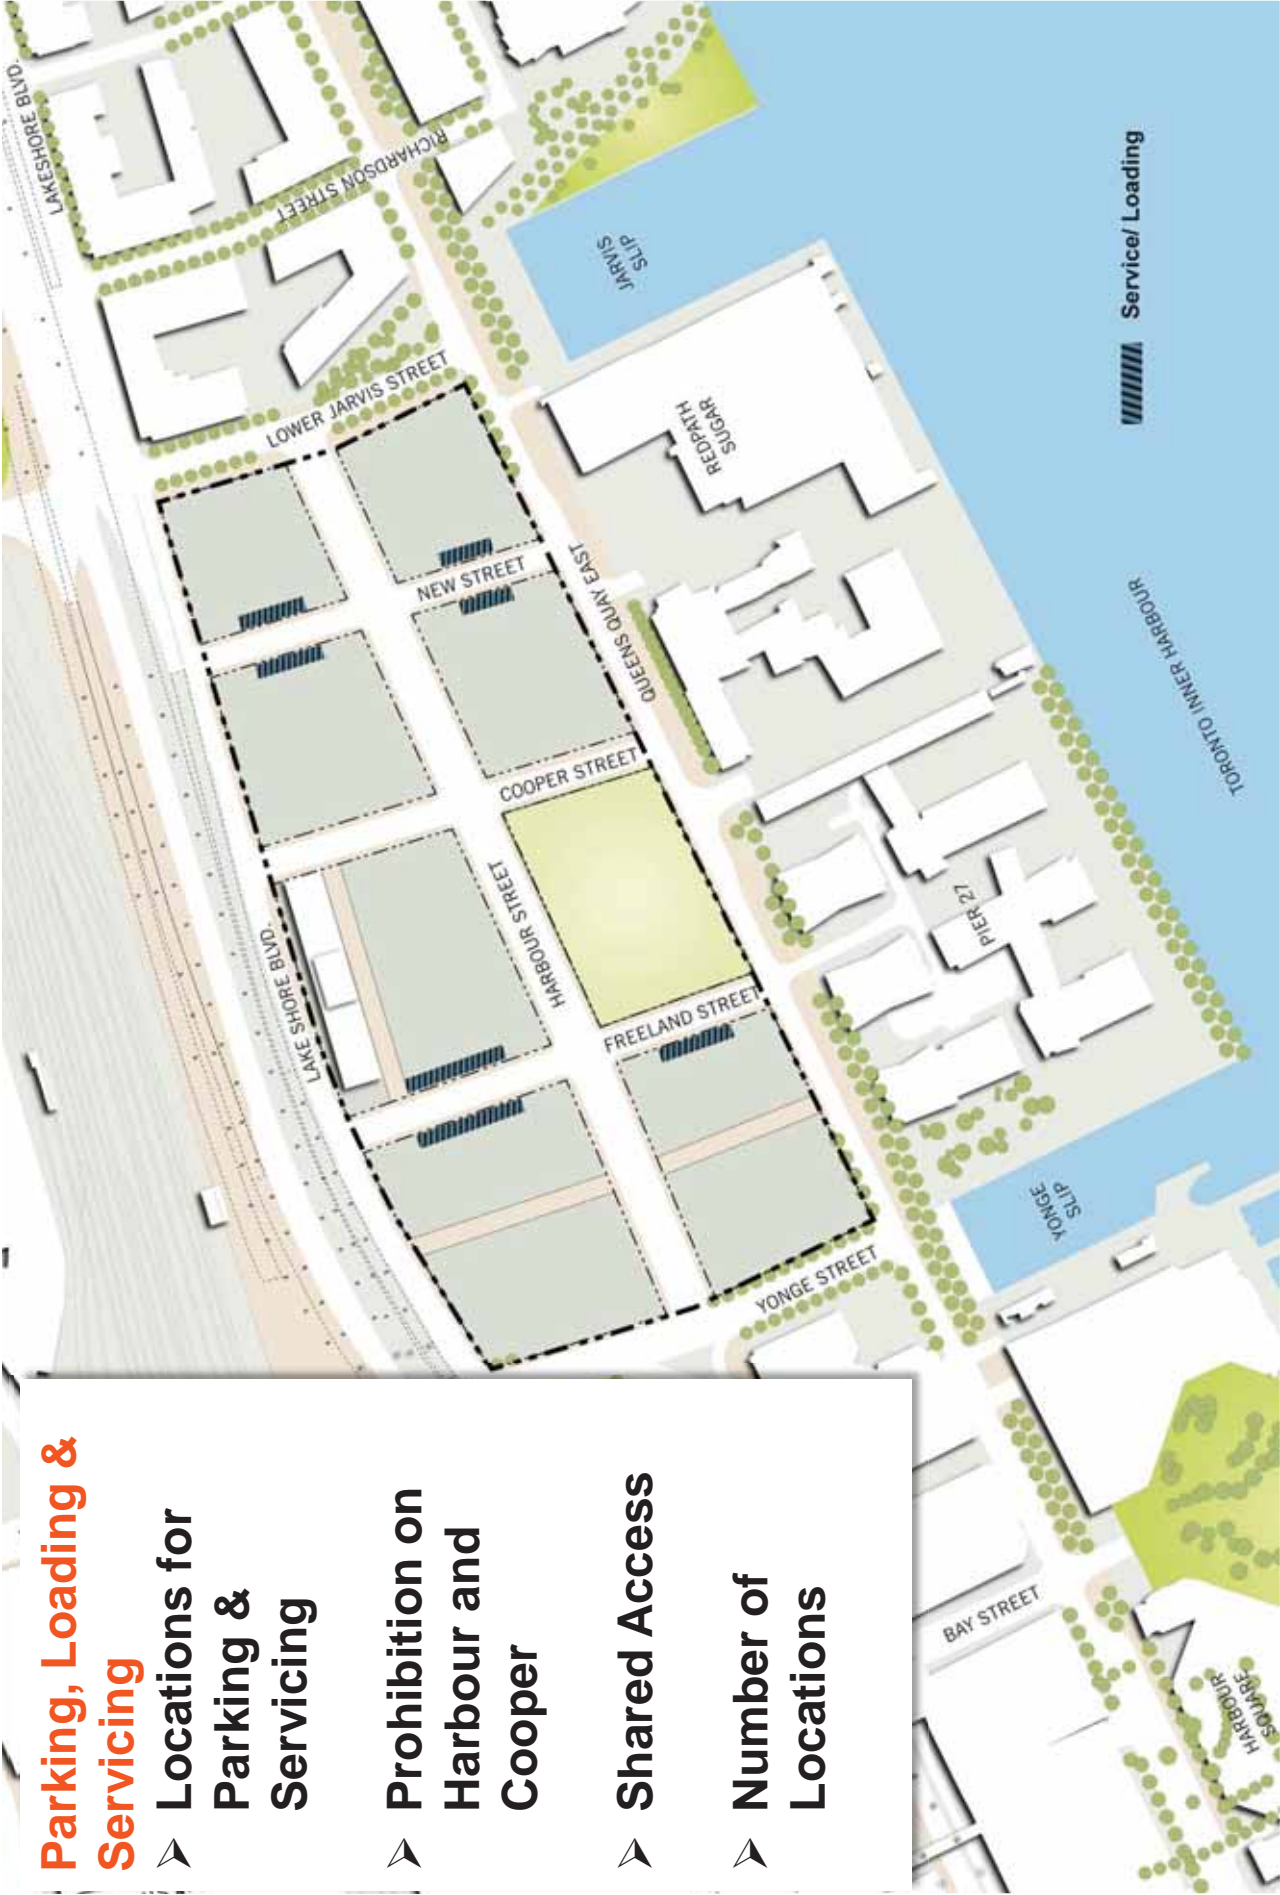 Parking, Loading &
Servicing
➢ Locations for
Parking &
Servicing
➢ Prohibition on
Harbour and
Cooper
➢ Shared Access
➢ Number of
Locations
LAKESHORE BLVD.
RICHARDSON STREET
LOWER JARVIS STREET
NEW STREET
COOPER STREET
QUEENS QUAY EAST
HARBOUR STREET
LAKE SHORE BLVD.
FREELAND STREET
YONGE STREET
BAY STREET
HARBOUR
SQUARE
YONGE
SLIP
PIER 27
REDPATH
SUGAR
JARVIS
SLIP
TORONTO INNER HARBOUR
Service/ Loading